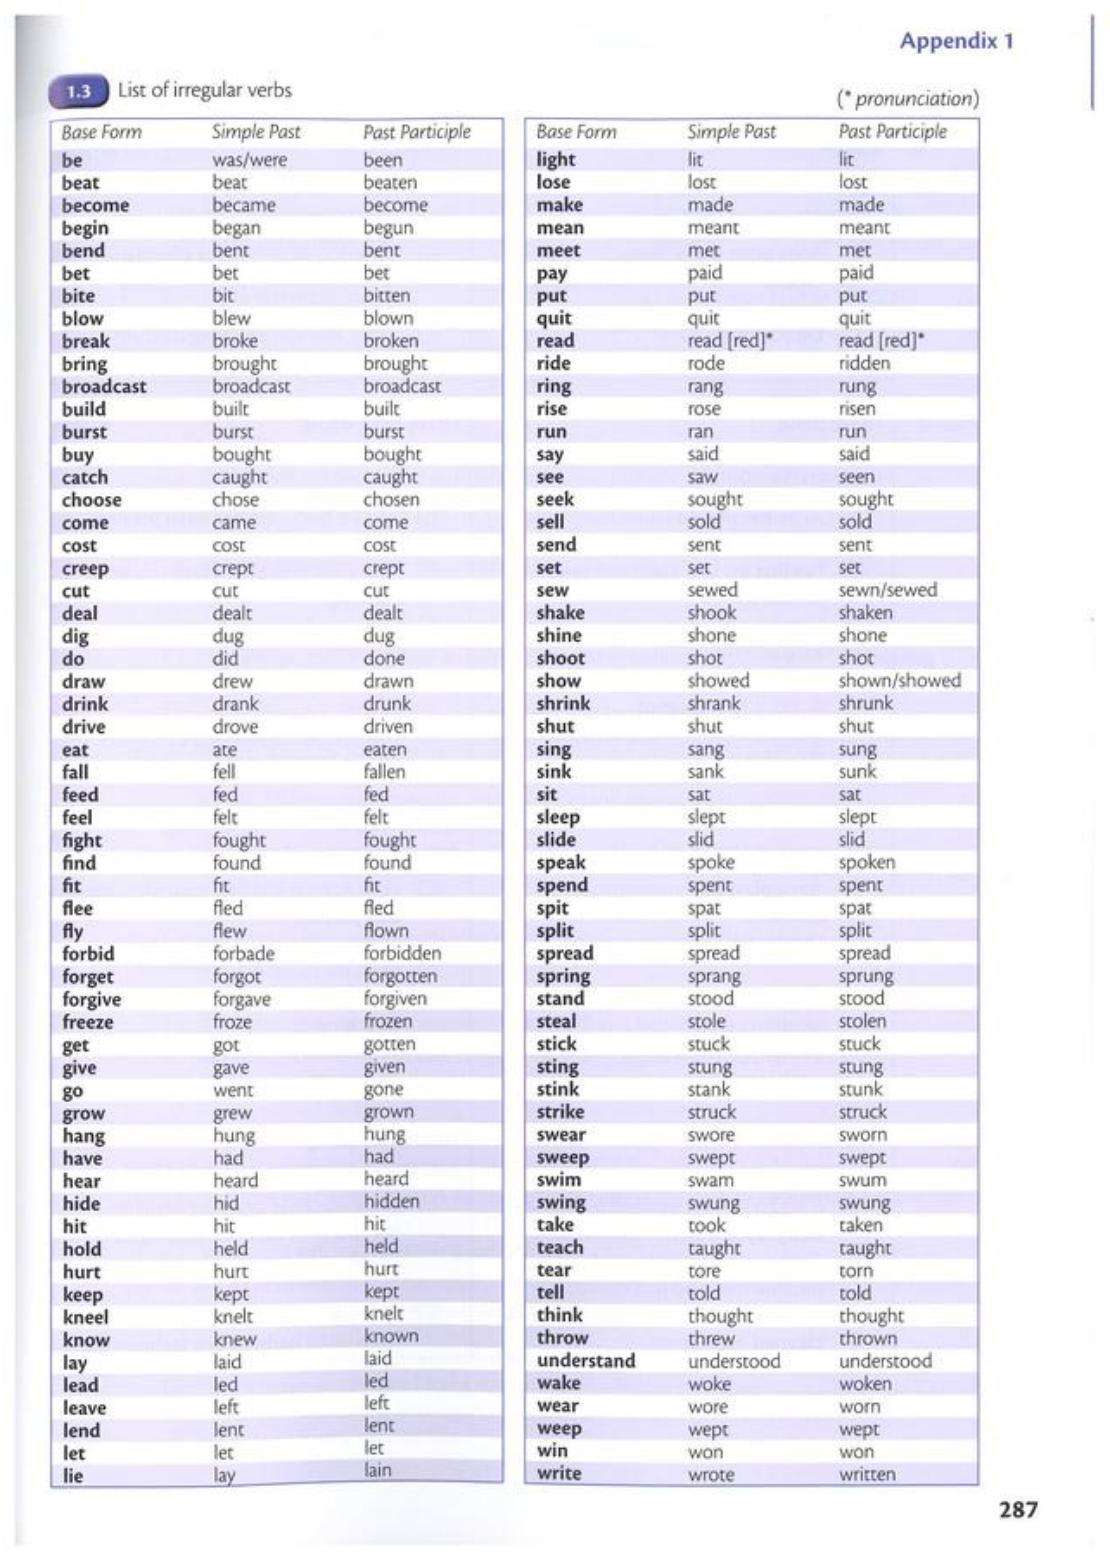 Appendix 1
1.3 List of irregular verbs
(* pronunciation)
Base Form Simple Past Past Participle
be was/were been
beat beat beaten
become became become
begin began begun
bend bent bent
bet bet bet
bite bit bitten
blow blew blown
break broke broken
bring brought brought
broadcast broadcast broadcast
build built built
burst burst burst
buy bought bought
catch caught caught
choose chose chosen
come came come
cost cost cost
creep crept crept
cut cut cut
deal dealt dealt
dig dug dug
do did done
draw drew drawn
drink drank drunk
drive drove driven
eat ate eaten
fall fell fallen
feed fed fed
feel felt felt
fight fought fought
find found found
fit fit fit
flee fled fled
fly flew flown
forbid forbade forbidden
forget forgot forgotten
forgive forgave forgiven
freeze froze frozen
get got gotten
give gave given
go went gone
grow grew grown
hang hung hung
have had had
hear heard heard
hide hid hidden
hit hit hit
hold held held
hurt hurt hurt
keep kept kept
kneel knelt knelt
know knew known
lay laid laid
lead led led
leave left left
lend lent lent
let let let
lie lay lain
Base Form Simple Past Past Participle
light lit lit
lose lost lost
make made made
mean meant meant
meet met met
pay paid paid
put put put
quit quit quit
read read [red]* read [red]*
ride rode ridden
ring rang rung
rise rose risen
run ran run
say said said
see saw seen
seek sought sought
sell sold sold
send sent sent
set set set
sew sewed sewn/sewed
shake shook shaken
shine shone shone
shoot shot shot
show showed shown/showed
shrink shrank shrunk
shut shut shut
sing sang sung
sink sank sunk
sit sat sat
sleep slept slept
slide slid slid
speak spoke spoken
spend spent spent
spit spat spat
split split split
spread spread spread
spring sprang sprung
stand stood stood
steal stole stolen
stick stuck stuck
sting stung stung
stink stank stunk
strike struck struck
swear swore sworn
sweep swept swept
swim swam swum
swing swung swung
take took taken
teach taught taught
tear tore torn
tell told told
think thought thought
throw threw thrown
understand understood understood
wake woke woken
wear wore worn
weep wept wept
win won won
write wrote written
287